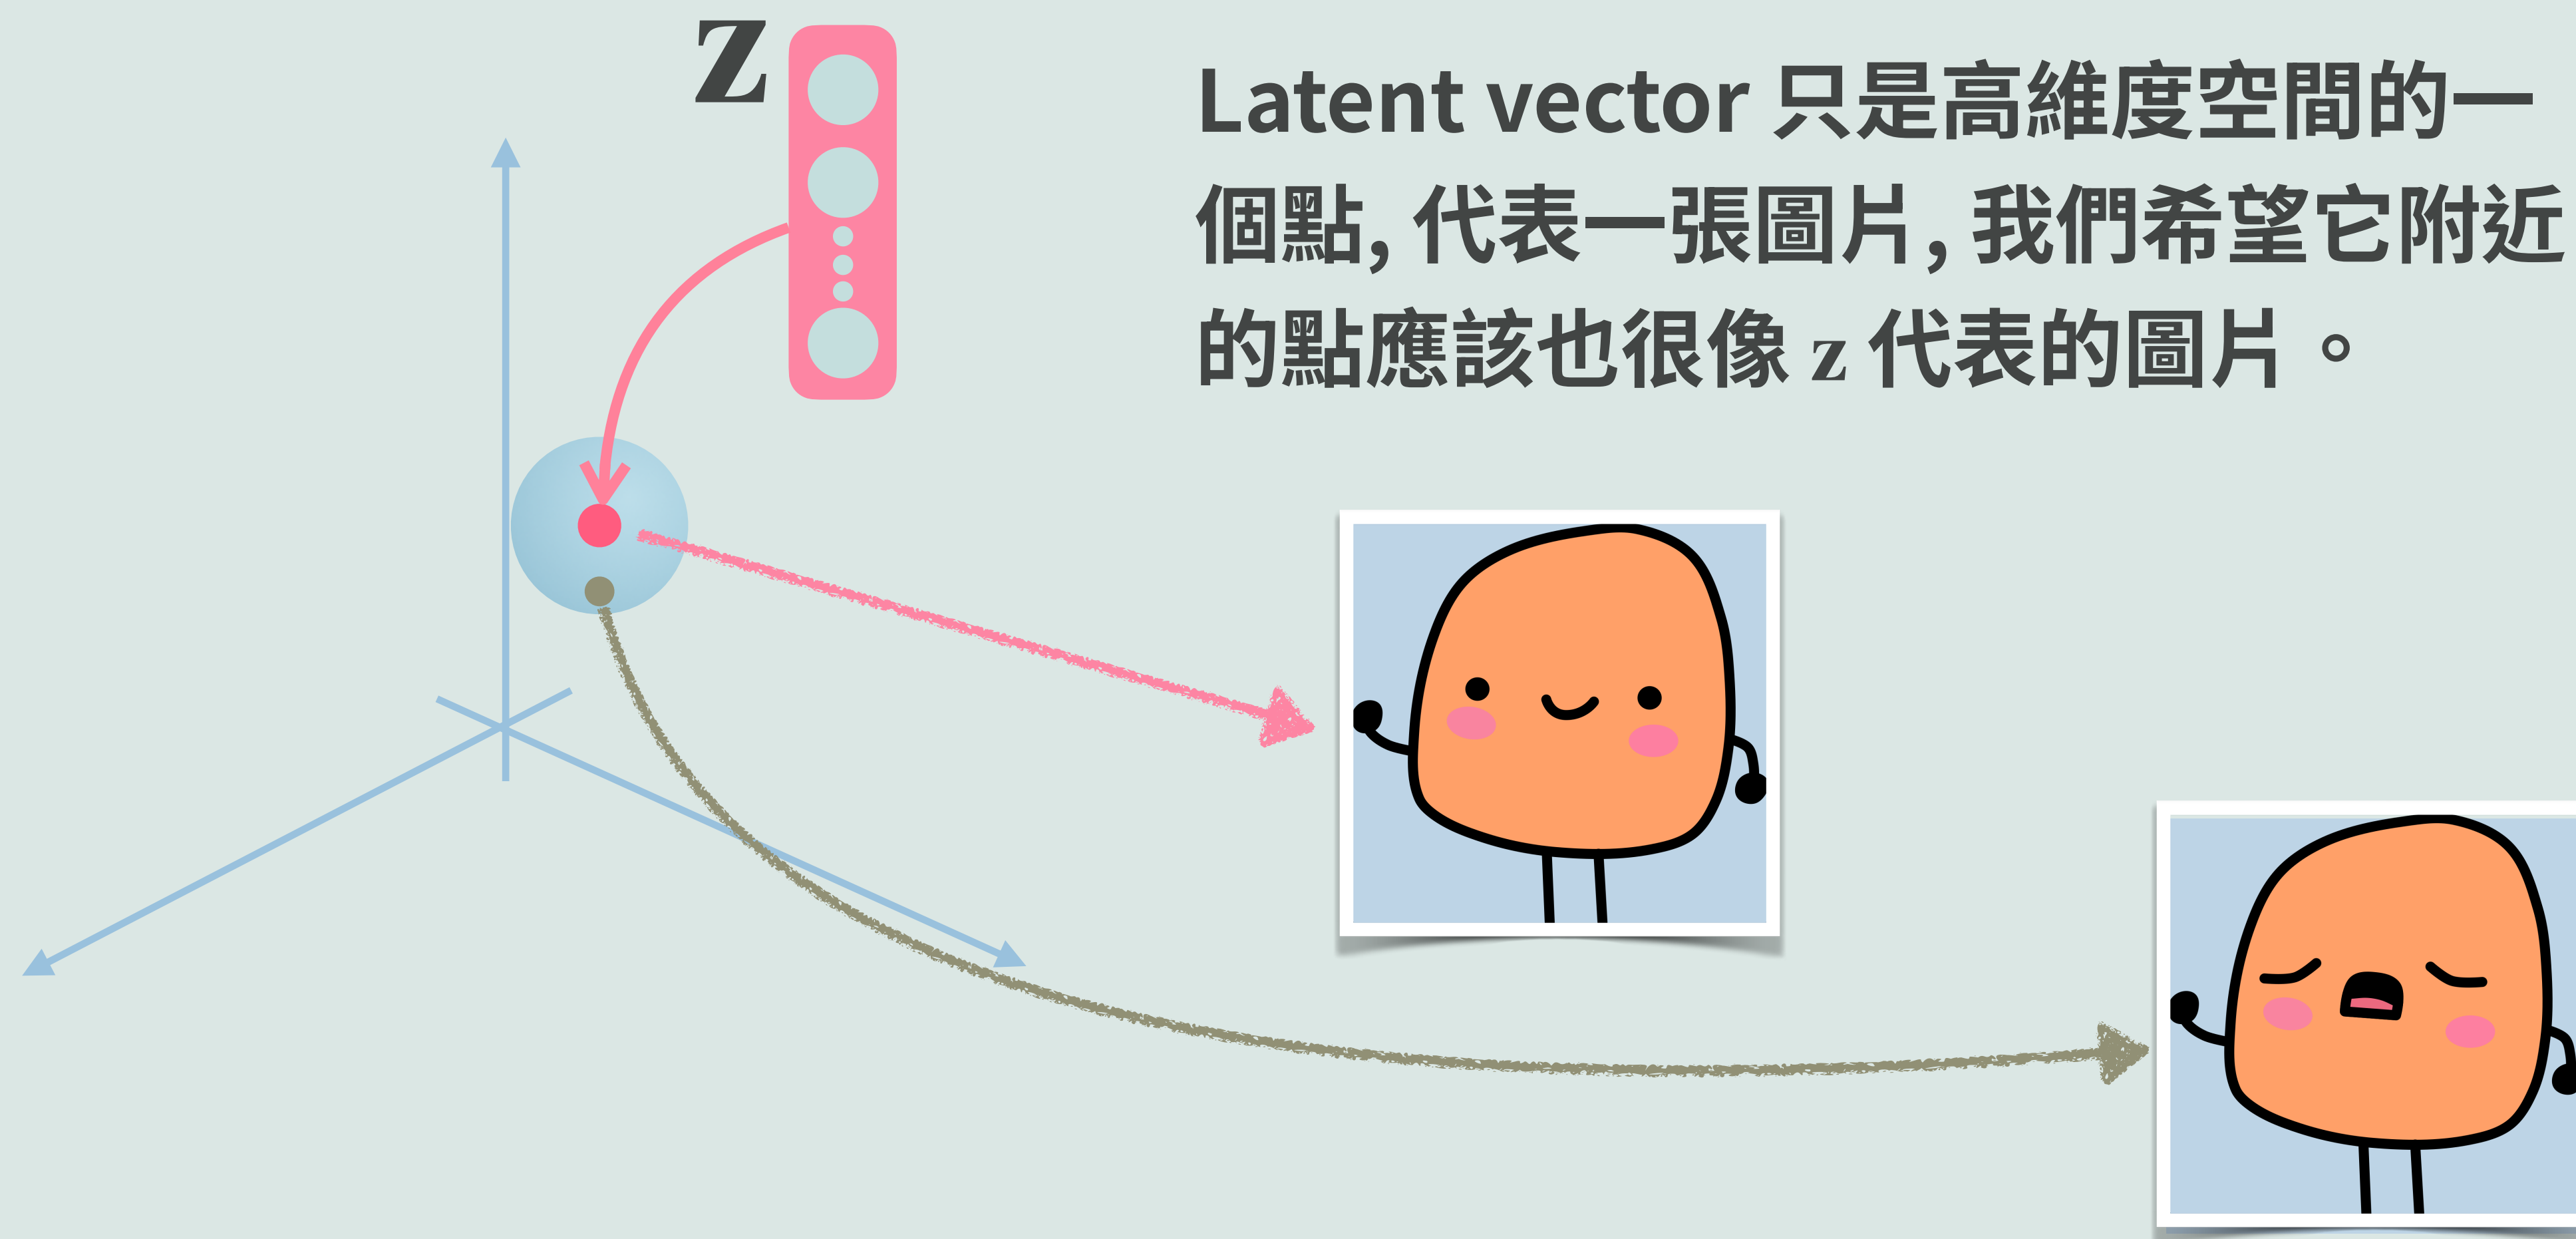 z
Latent vector 只是高維度空間的一
個點, 代表一張圖片, 我們希望它附近
的點應該也很像 z 代表的圖片。